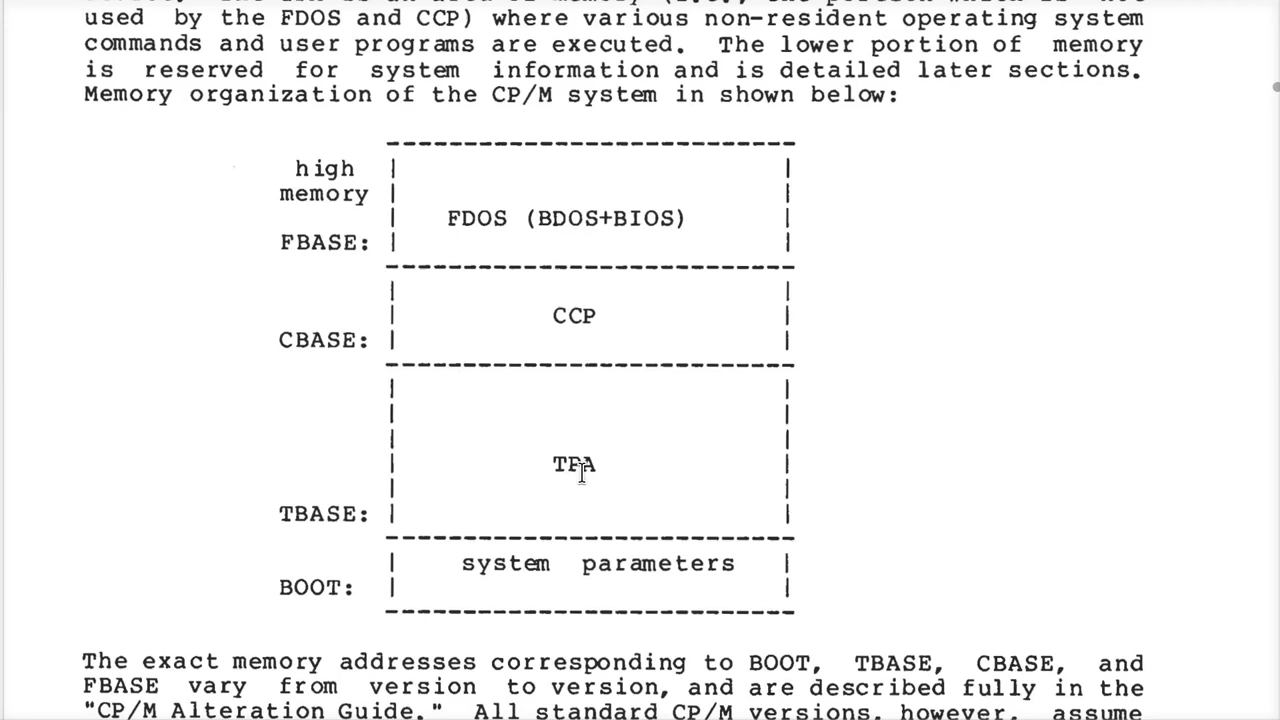 used by the FDOS and CCP) where various non-resident operating system
commands and user programs are executed. The lower portion of memory
is reserved for system information and is detailed later sections.
Memory organization of the CP/M system in shown below:
high
memory
FDOS (BDOS+BIOS)
FBASE:
CCP
CBASE:
TPA
TBASE:
system parameters
BOOT:
The exact memory addresses corresponding to BOOT, TBASE, CBASE, and
FBASE vary from version to version, and are described fully in the
"CP/M Alteration Guide." All standard CP/M versions, however, assume